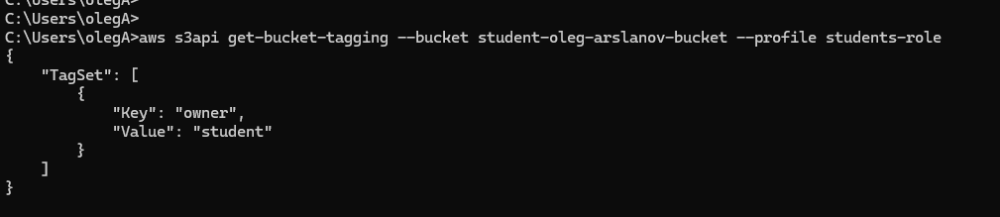 C:\Users\olegA>
C:\Users\olegA>
C:\Users\olegA>aws s3api get-bucket-tagging --bucket student-oleg-arslanov-bucket --profile students-role
{
    "TagSet": [
        {
            "Key": "owner",
            "Value": "student"
        }
    ]
}